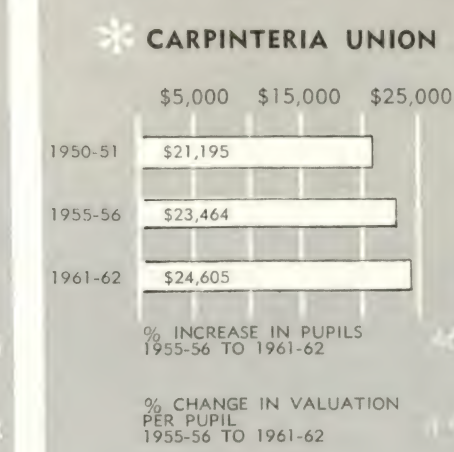 CARPINTERIA UNION
$5,000 $15,000 $25,000
1950-51 $21,195
1955-56 $23,464
1961-62 $24,605
% INCREASE IN PUPILS
1955-56 TO 1961-62
% CHANGE IN VALUATION
PER PUPIL
1955-56 TO 1961-62